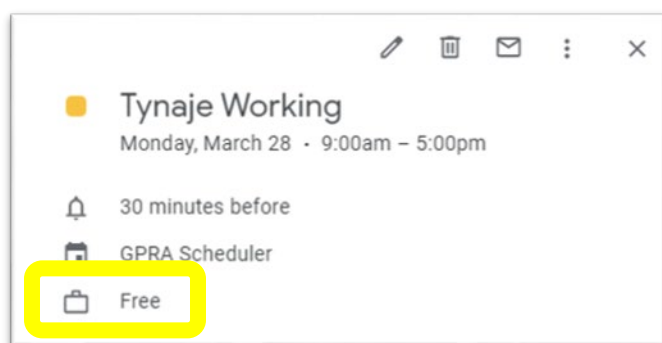 Tynaje Working
Monday, March 28 • 9:00am – 5:00pm
30 minutes before
GPRA Scheduler
Free